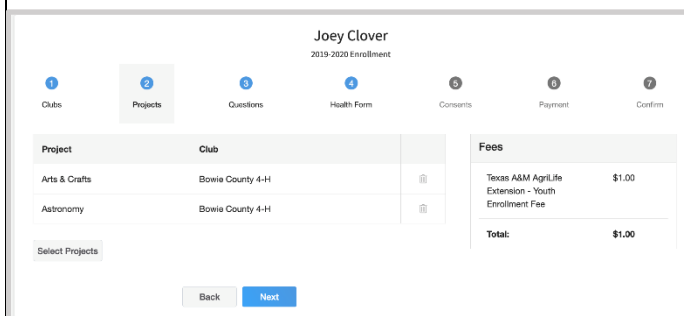 Joey Clover
2019-2020 Enrollment
1 2 3 4 5 6 7
Clubs Projects Questions Health Form Consents Payment Confirm
Project Club
Arts & Crafts Bowie County 4-H
Astronomy Bowie County 4-H
Select Projects
Fees
Texas A&M AgriLife $1.00
Extension - Youth
Enrollment Fee
Total: $1.00
Back Next